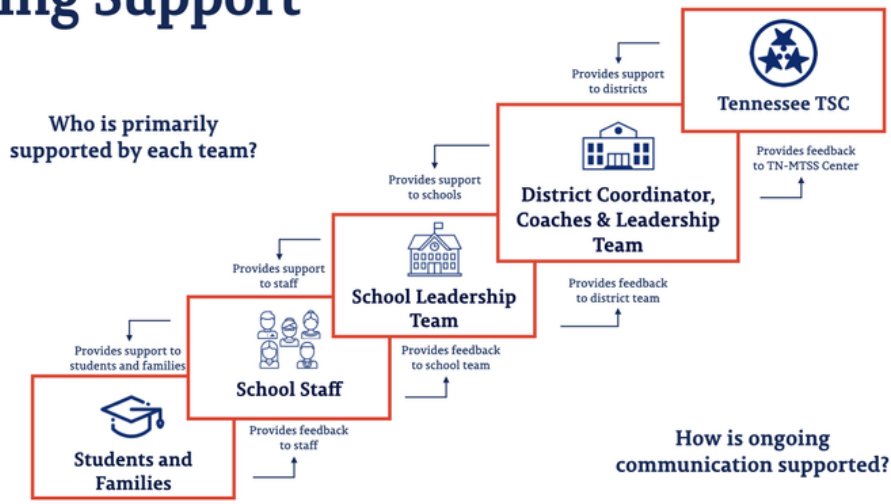 ing Support
Provides support
to districts
Tennessee TSC
Who is primarily
supported by each team?
Provides feedback
to TN-MTSS Center
Provides support
to schools
District Coordinator,
Coaches & Leadership
Team
Provides support
to staff
Provides feedback
to district team
School Leadership
Team
Provides support to
students and families
Provides feedback
to school team
School Staff
Provides feedback
to staff
Students and
Families
How is ongoing
communication supported?